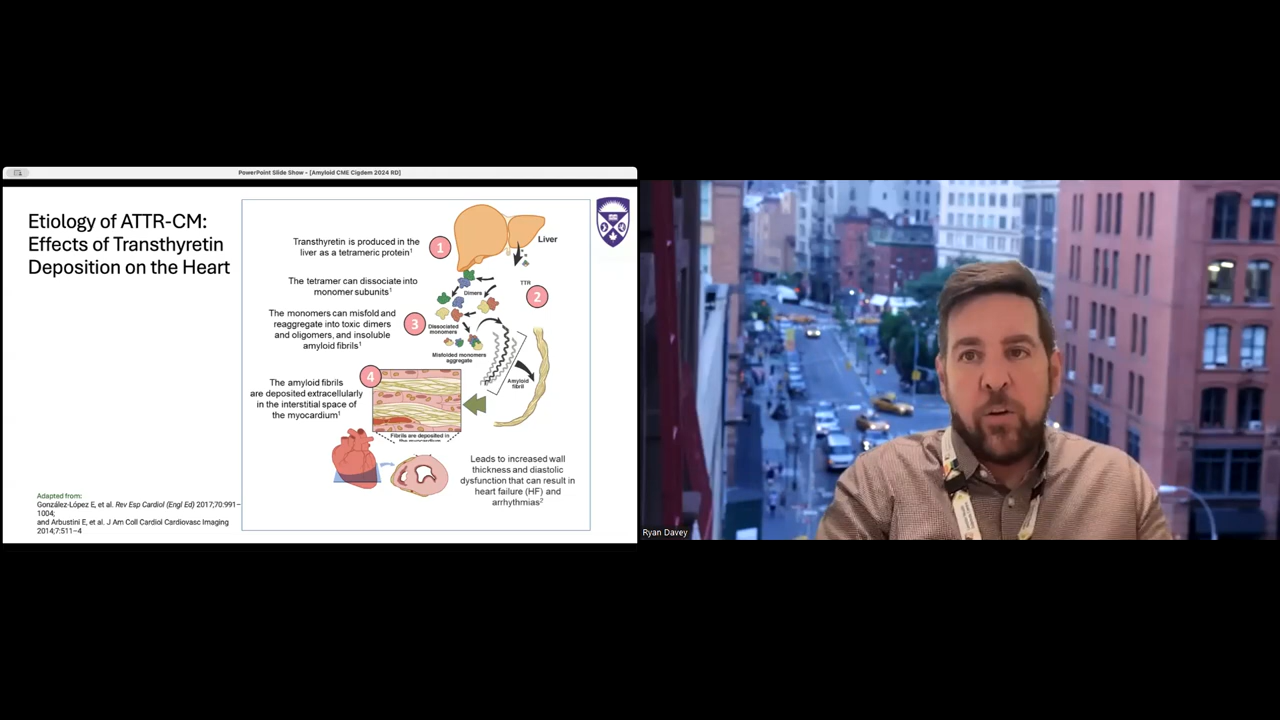 PowerPoint Slide Show - [Amyloid CME Cigdem 2024 RD]
Etiology of ATTR-CM:
Effects of Transthyretin
Deposition on the Heart
Transthyretin is produced in the
liver as a tetrameric protein¹
1
Liver
The tetramer can dissociate into
monomer subunits¹
TTR
2
Dimers
The monomers can misfold and
reaggregate into toxic dimers
and oligomers, and insoluble
amyloid fibrils¹
3
Dissociated
monomers
Misfolded monomers
aggregate
Amyloid
fibril
4
The amyloid fibrils
are deposited extracellularly
in the interstitial space of
the myocardium¹
Fibrils are deposited in
the myocardium
Leads to increased wall
thickness and diastolic
dysfunction that can result in
heart failure (HF) and
arrhythmias²
Adapted from:
González-López E, et al. Rev Esp Cardiol (Engl Ed) 2017;70:991–
1004;
and Arbustini E, et al. J Am Coll Cardiol Cardiovasc Imaging
2014;7:511–4
Ryan Davey